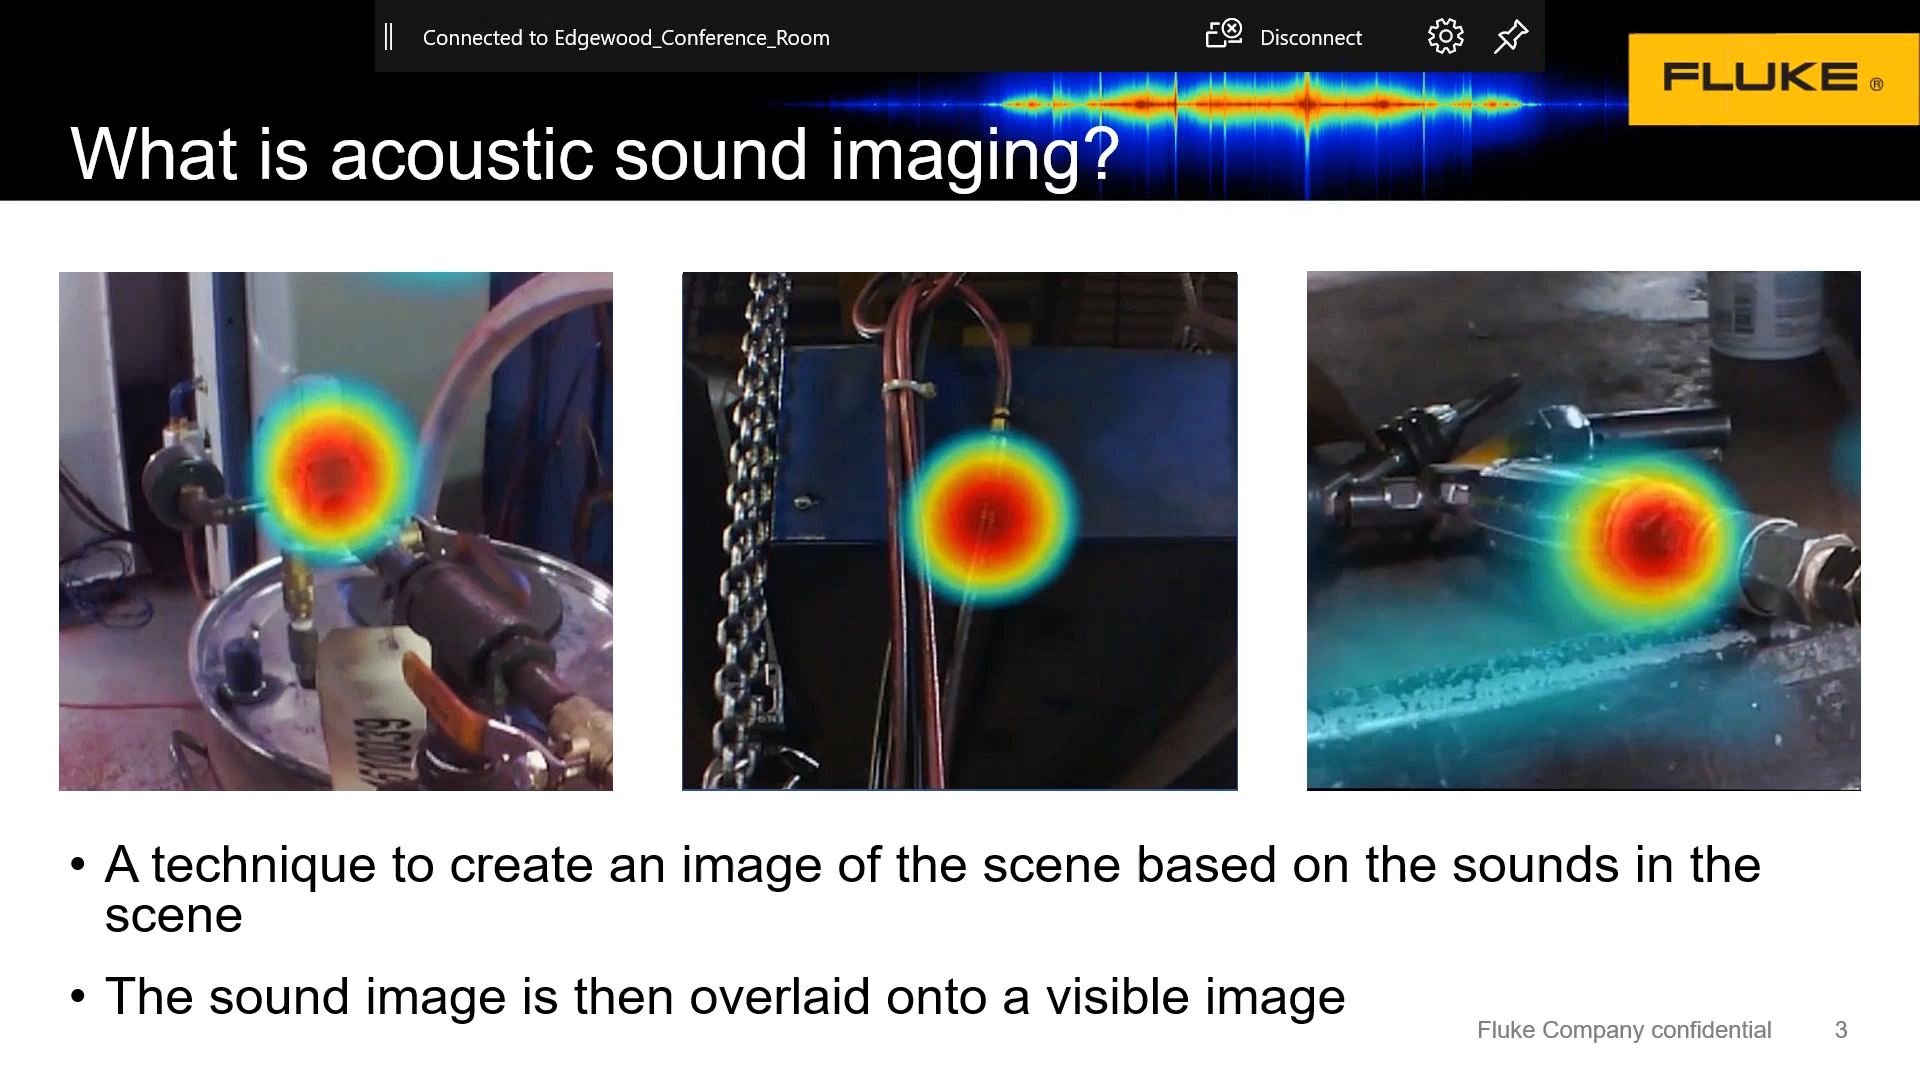 Connected to Edgewood_Conference_Room
Disconnect
FLUKE ®
What is acoustic sound imaging?
• A technique to create an image of the scene based on the sounds in the
scene
• The sound image is then overlaid onto a visible image
Fluke Company confidential
3